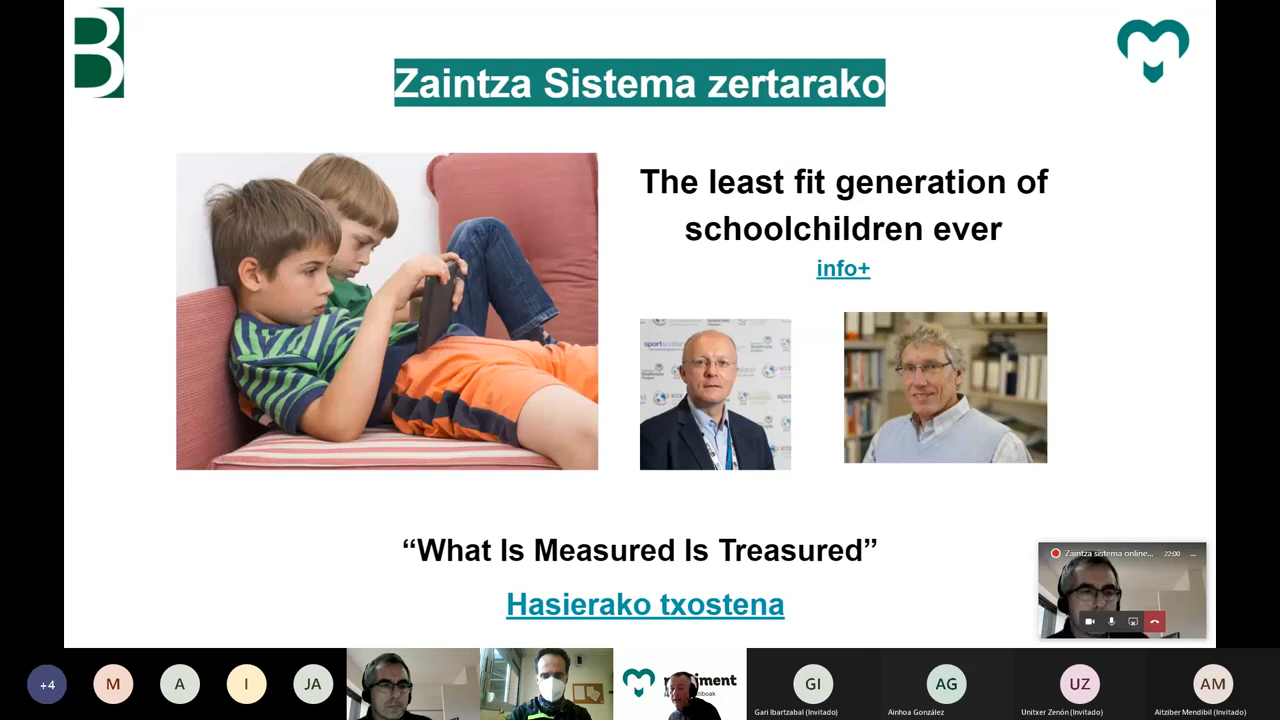 B
Zaintza Sistema zertarako
The least fit generation of
schoolchildren ever
info+
“What Is Measured Is Treasured”
Hasierako txostena
Zaintza sistema online...
22:00
...
+4
M
A
I
JA
GI
AG
UZ
AM
Gari Ibartzabal (Invitado)
Ainhoa González
Unitxer Zenón (Invitado)
Aitziber Mendibil (Invitado)